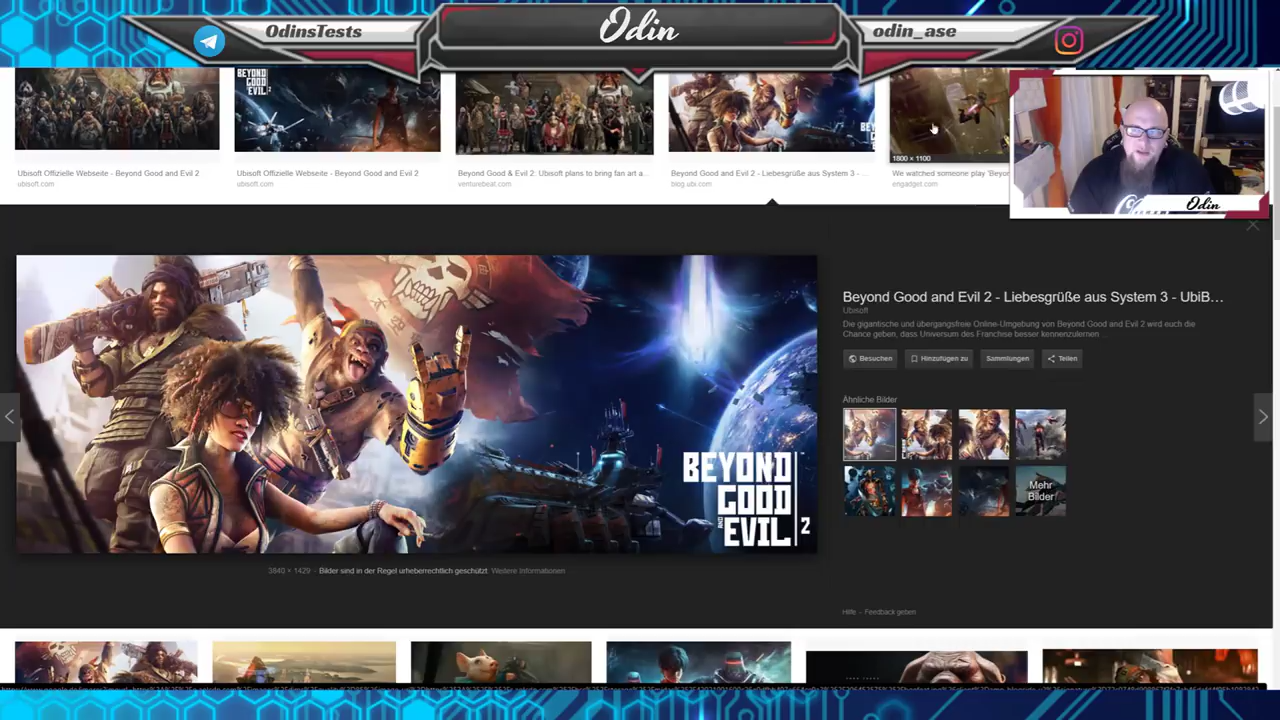 OdinsTests
Odin
odin_ase
BEYOND
GOOD
EVIL 2
1800 × 1100
Ubisoft Offizielle Webseite - Beyond Good and Evil 2
ubisoft.com
Ubisoft Offizielle Webseite - Beyond Good and Evil 2
ubisoft.com
Beyond Good & Evil 2: Ubisoft plans to bring fan art a...
venturebeat.com
Beyond Good and Evil 2 - Liebesgrüße aus System 3 - ...
blog.ubi.com
We watched someone play 'Beyon
engadget.com
Odin
Beyond Good and Evil 2 - Liebesgrüße aus System 3 - UbiB...
Ubisoft
Die gigantische und übergangsfreie Online-Umgebung von Beyond Good and Evil 2 wird euch die
Chance geben, dass Universum des Franchise besser kennenzulernen ...
Besuchen
Hinzufügen zu
Sammlungen
Teilen
Ähnliche Bilder
Mehr
Bilder
BEYOND
GOOD
AND EVIL 2
3840 × 1429 - Bilder sind in der Regel urheberrechtlich geschützt. Weitere Informationen
Hilfe - Feedback geben